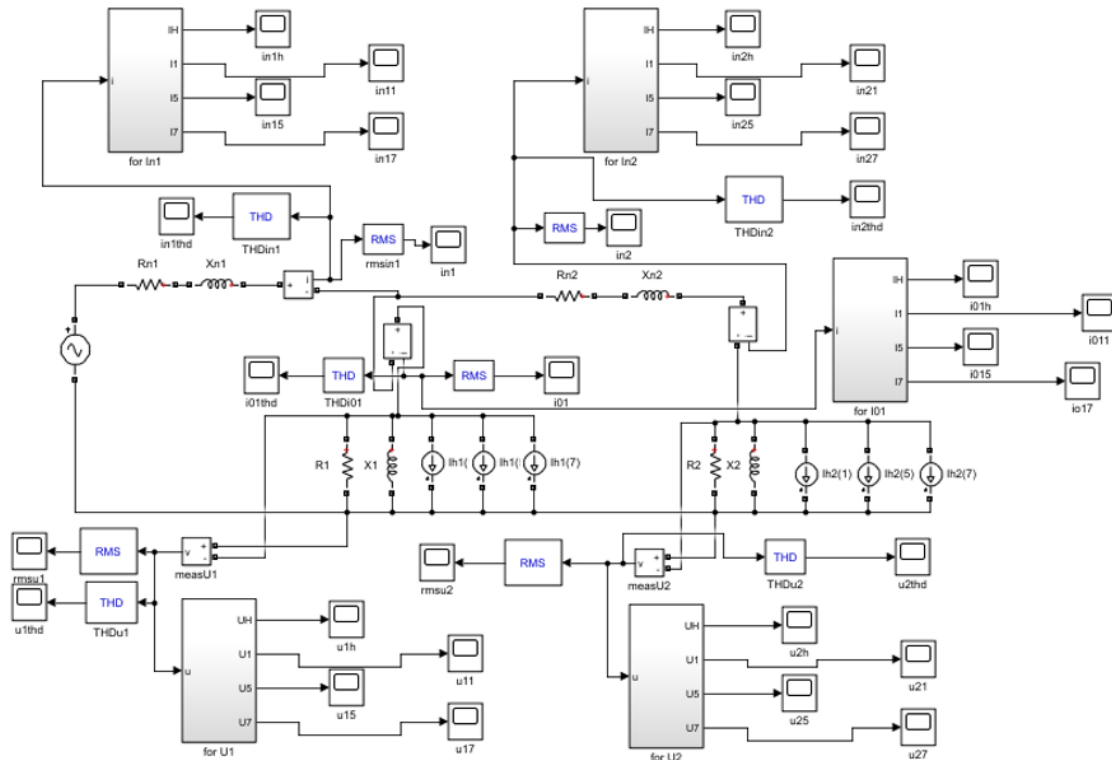 IH
in1h
I1
in11
i
I5
in15
I7
in17
for In1
IH
in2h
I1
in21
i
I5
in25
I7
in27
for In2
THD
in1thd
THDin1
RMS
rmsin1
in1
THD
in2thd
THDin2
RMS
in2
Rn1
Xn1
+
i
-
Rn2
Xn2
+
-
+
-
+
i
IH
i01h
I1
i011
I5
i015
I7
io17
for I01
THD
i01thd
THDi01
RMS
i01
R1
X1
Ih1(
Ih1(
Ih1(7)
R2
X2
Ih2(1)
Ih2(5)
Ih2(7)
RMS
rmsu1
v
+
-
measU1
THD
u1thd
THDu1
RMS
rmsu2
v
+
-
measU2
THD
THDu2
u2thd
UH
u1h
U1
u11
u
U5
u15
U7
u17
for U1
UH
u2h
U1
u21
u
U5
u25
U7
u27
for U2